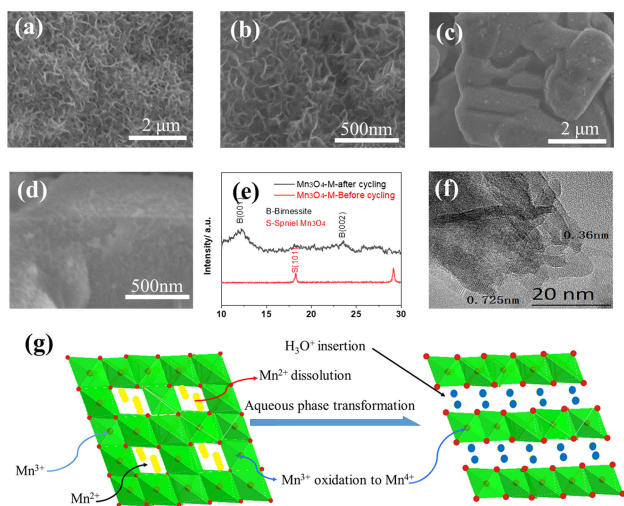 (a)
2 μm
(b)
500nm
(c)
2 μm
(d)
500nm
(e)
Mn3O4-M-after cycling
Mn3O4-M-Before cycling
B-Birnessite
S-Spniel Mn3O4
B(001)
B(002)
S(101)
Intensity/ a.u.
10 15 20 25 30
(f)
0.36nm
0.725nm
20 nm
(g)
H₃O⁺ insertion
Mn²⁺ dissolution
Aqueous phase transformation
Mn³⁺
Mn³⁺ oxidation to Mn⁴⁺
Mn²⁺